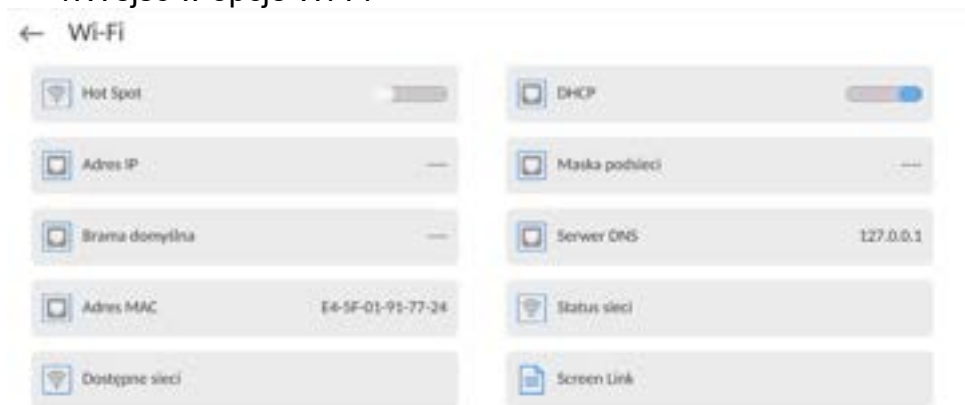 ← Wi-Fi
Hot Spot
DHCP
Adres IP ---
Maska podsieci ---
Brama domyślna ---
Serwer DNS 127.0.0.1
Adres MAC E4-5F-01-91-77-24
Status sieci
Dostępne sieci
Screen Link